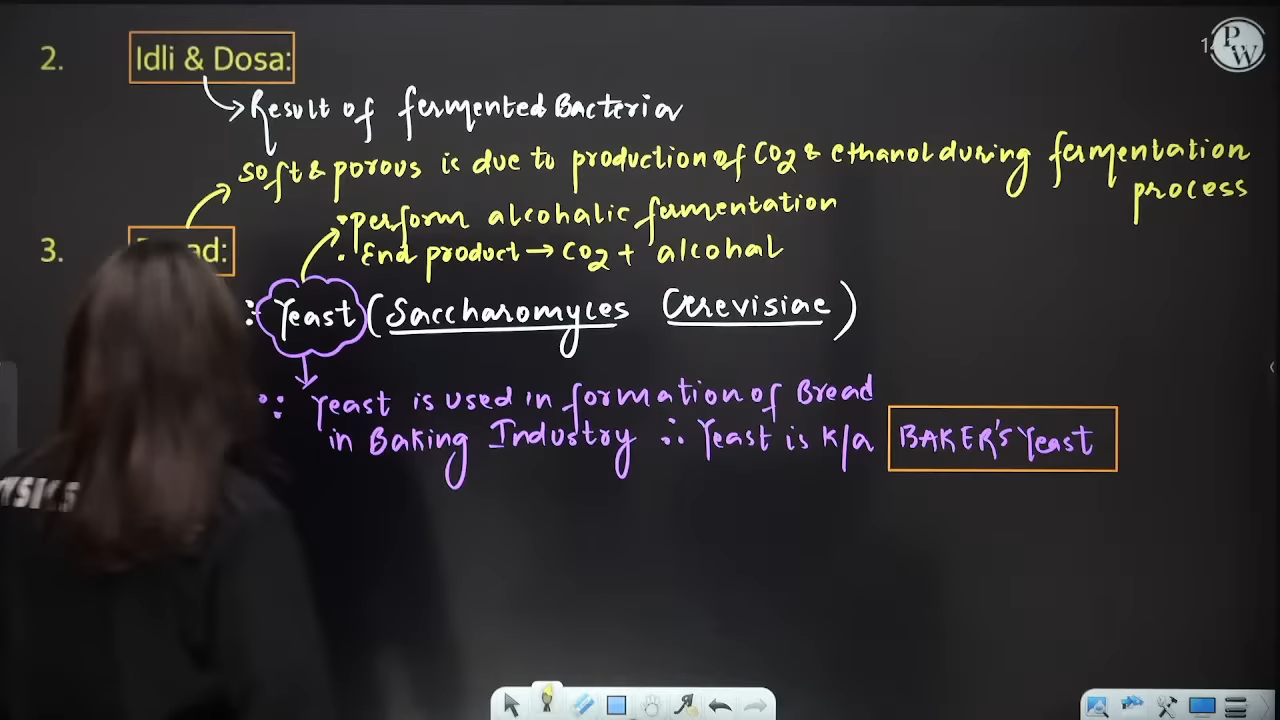 2. Idli & Dosa:
Result of fermented Bacteria
Soft & porous is due to production of CO2 & ethanol during fermentation
process
• Perform alcohalic fermentation
3.
• End product → CO2 + alcohal
∵ Yeast (Saccharomyces Cerevisiae)
∵ Yeast is used in formation of Bread
in Baking Industry ∴ Yeast is K/a BAKER'S Yeast
PW